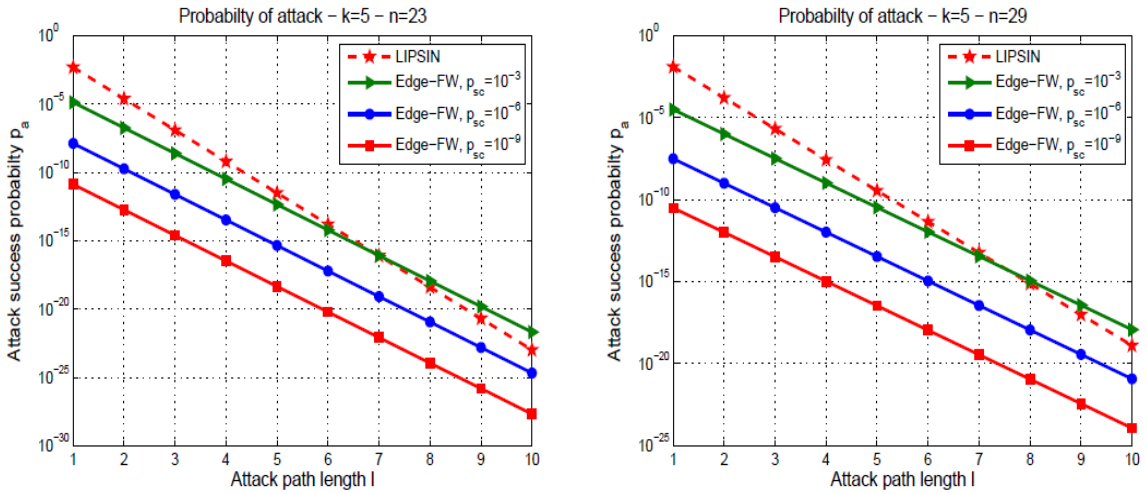 Probabilty of attack − k=5 − n=23
10^0
10^−5
10^−10
10^−15
10^−20
10^−25
10^−30
Attack success probability p_a
LIPSIN
Edge−FW, p_sc=10^−3
Edge−FW, p_sc=10^−6
Edge−FW, p_sc=10^−9
1 2 3 4 5 6 7 8 9 10
Attack path length l
Probabilty of attack − k=5 − n=29
10^0
10^−5
10^−10
10^−15
10^−20
10^−25
Attack success probability p_a
LIPSIN
Edge−FW, p_sc=10^−3
Edge−FW, p_sc=10^−6
Edge−FW, p_sc=10^−9
1 2 3 4 5 6 7 8 9 10
Attack path length l